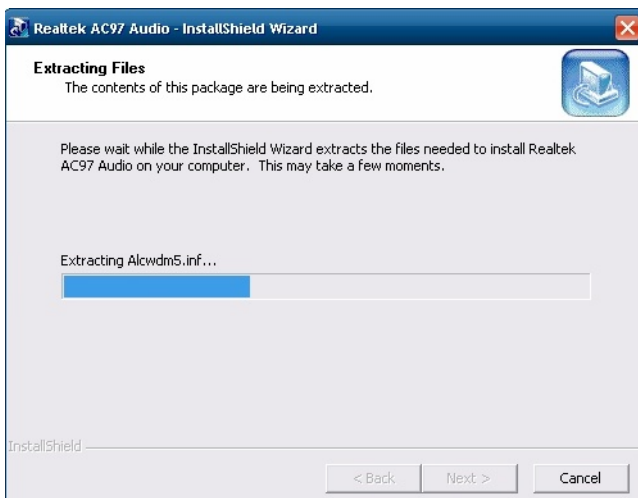 Realtek AC97 Audio - InstallShield Wizard
Extracting Files
The contents of this package are being extracted.
Please wait while the InstallShield Wizard extracts the files needed to install Realtek
AC97 Audio on your computer. This may take a few moments.
Extracting Alcwdm5.inf...
InstallShield
< Back
Next >
Cancel